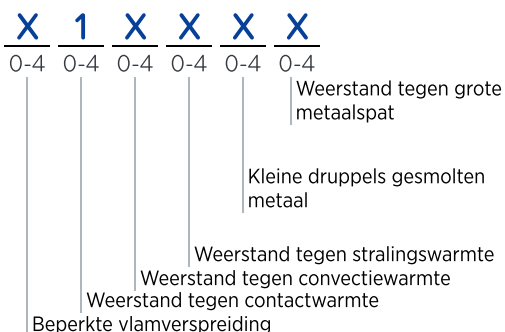 X 1 X X X X
0-4 0-4 0-4 0-4 0-4 0-4
Weerstand tegen grote
metaalspat
Kleine druppels gesmolten
metaal
Weerstand tegen stralingswarmte
Weerstand tegen convectiewarmte
Weerstand tegen contactwarmte
Beperkte vlamverspreiding